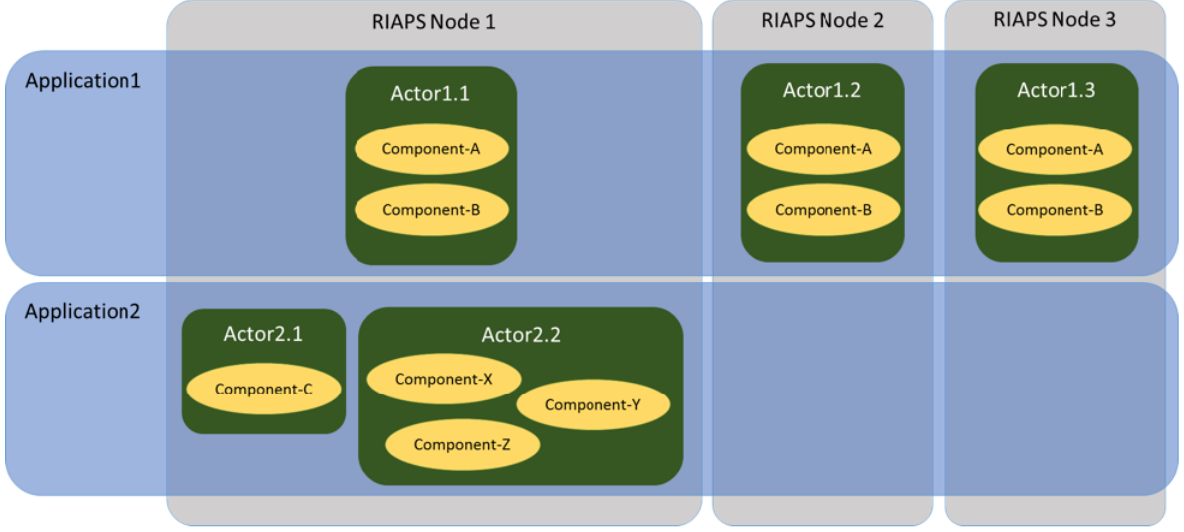 RIAPS Node 1
RIAPS Node 2
RIAPS Node 3
Application1
Actor1.1
Component-A
Component-B
Actor1.2
Component-A
Component-B
Actor1.3
Component-A
Component-B
Application2
Actor2.1
Component-C
Actor2.2
Component-X
Component-Y
Component-Z